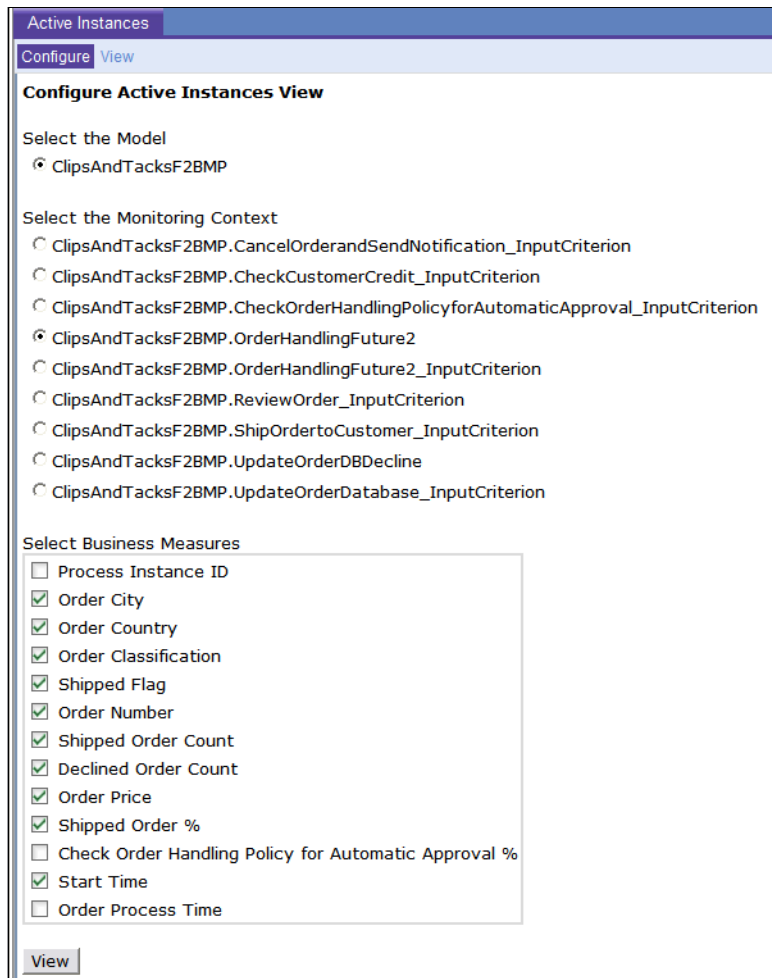 Active Instances
Configure View
Configure Active Instances View
Select the Model
ClipsAndTacksF2BMP
Select the Monitoring Context
ClipsAndTacksF2BMP.CancelOrderandSendNotification_InputCriterion
ClipsAndTacksF2BMP.CheckCustomerCredit_InputCriterion
ClipsAndTacksF2BMP.CheckOrderHandlingPolicyforAutomaticApproval_InputCriterion
ClipsAndTacksF2BMP.OrderHandlingFuture2
ClipsAndTacksF2BMP.OrderHandlingFuture2_InputCriterion
ClipsAndTacksF2BMP.ReviewOrder_InputCriterion
ClipsAndTacksF2BMP.ShipOrdertoCustomer_InputCriterion
ClipsAndTacksF2BMP.UpdateOrderDBDecline
ClipsAndTacksF2BMP.UpdateOrderDatabase_InputCriterion
Select Business Measures
Process Instance ID
Order City
Order Country
Order Classification
Shipped Flag
Order Number
Shipped Order Count
Declined Order Count
Order Price
Shipped Order %
Check Order Handling Policy for Automatic Approval %
Start Time
Order Process Time
View